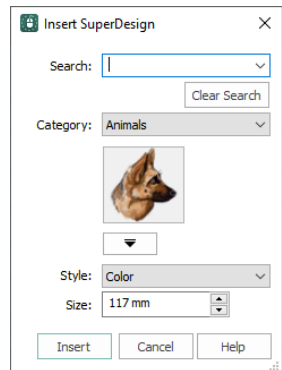 Insert SuperDesign
Search:
Clear Search
Category: Animals
Style: Color
Size: 117 mm
Insert Cancel Help